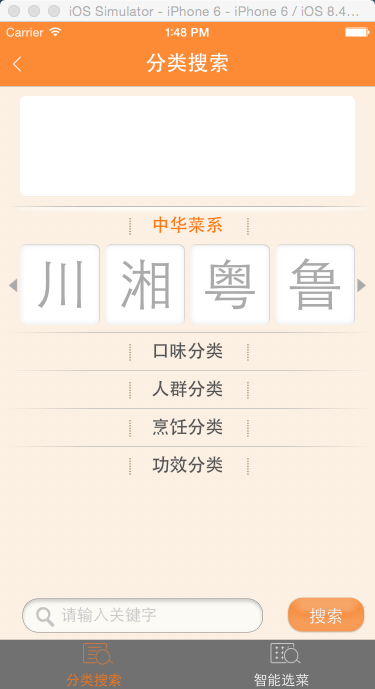 iOS Simulator - iPhone 6 - iPhone 6 / iOS 8.4...
Carrier 1:48 PM
分类搜索
中华菜系
川 湘 粤 鲁
口味分类
人群分类
烹饪分类
功效分类
请输入关键字 搜索
分类搜索 智能选菜